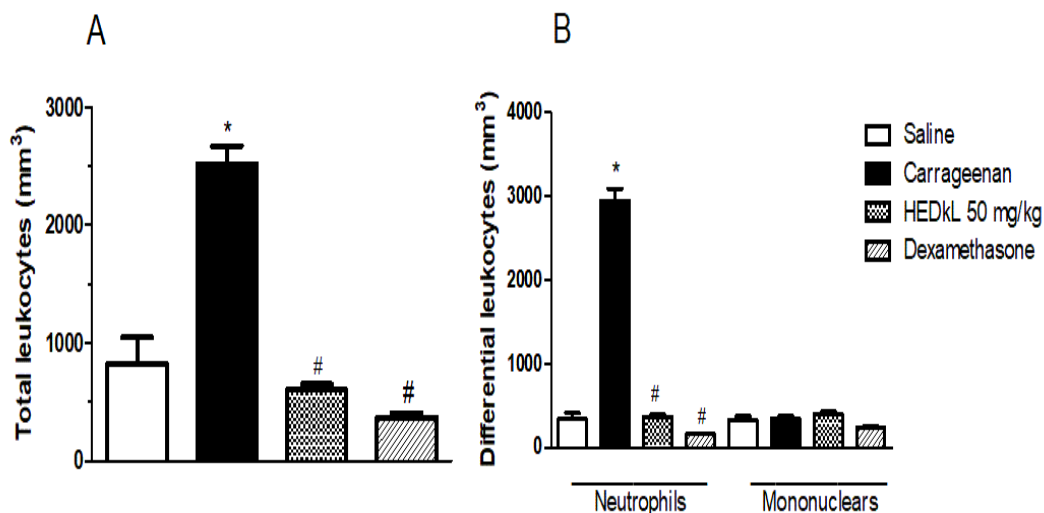 A
Total leukocytes (mm³)
3000
2000
1000
0
*
#
#
B
Differential leukocytes (mm³)
4000
3000
2000
1000
0
*
#
#
Neutrophils
Mononuclears
Saline
Carrageenan
HEDkL 50 mg/kg
Dexamethasone